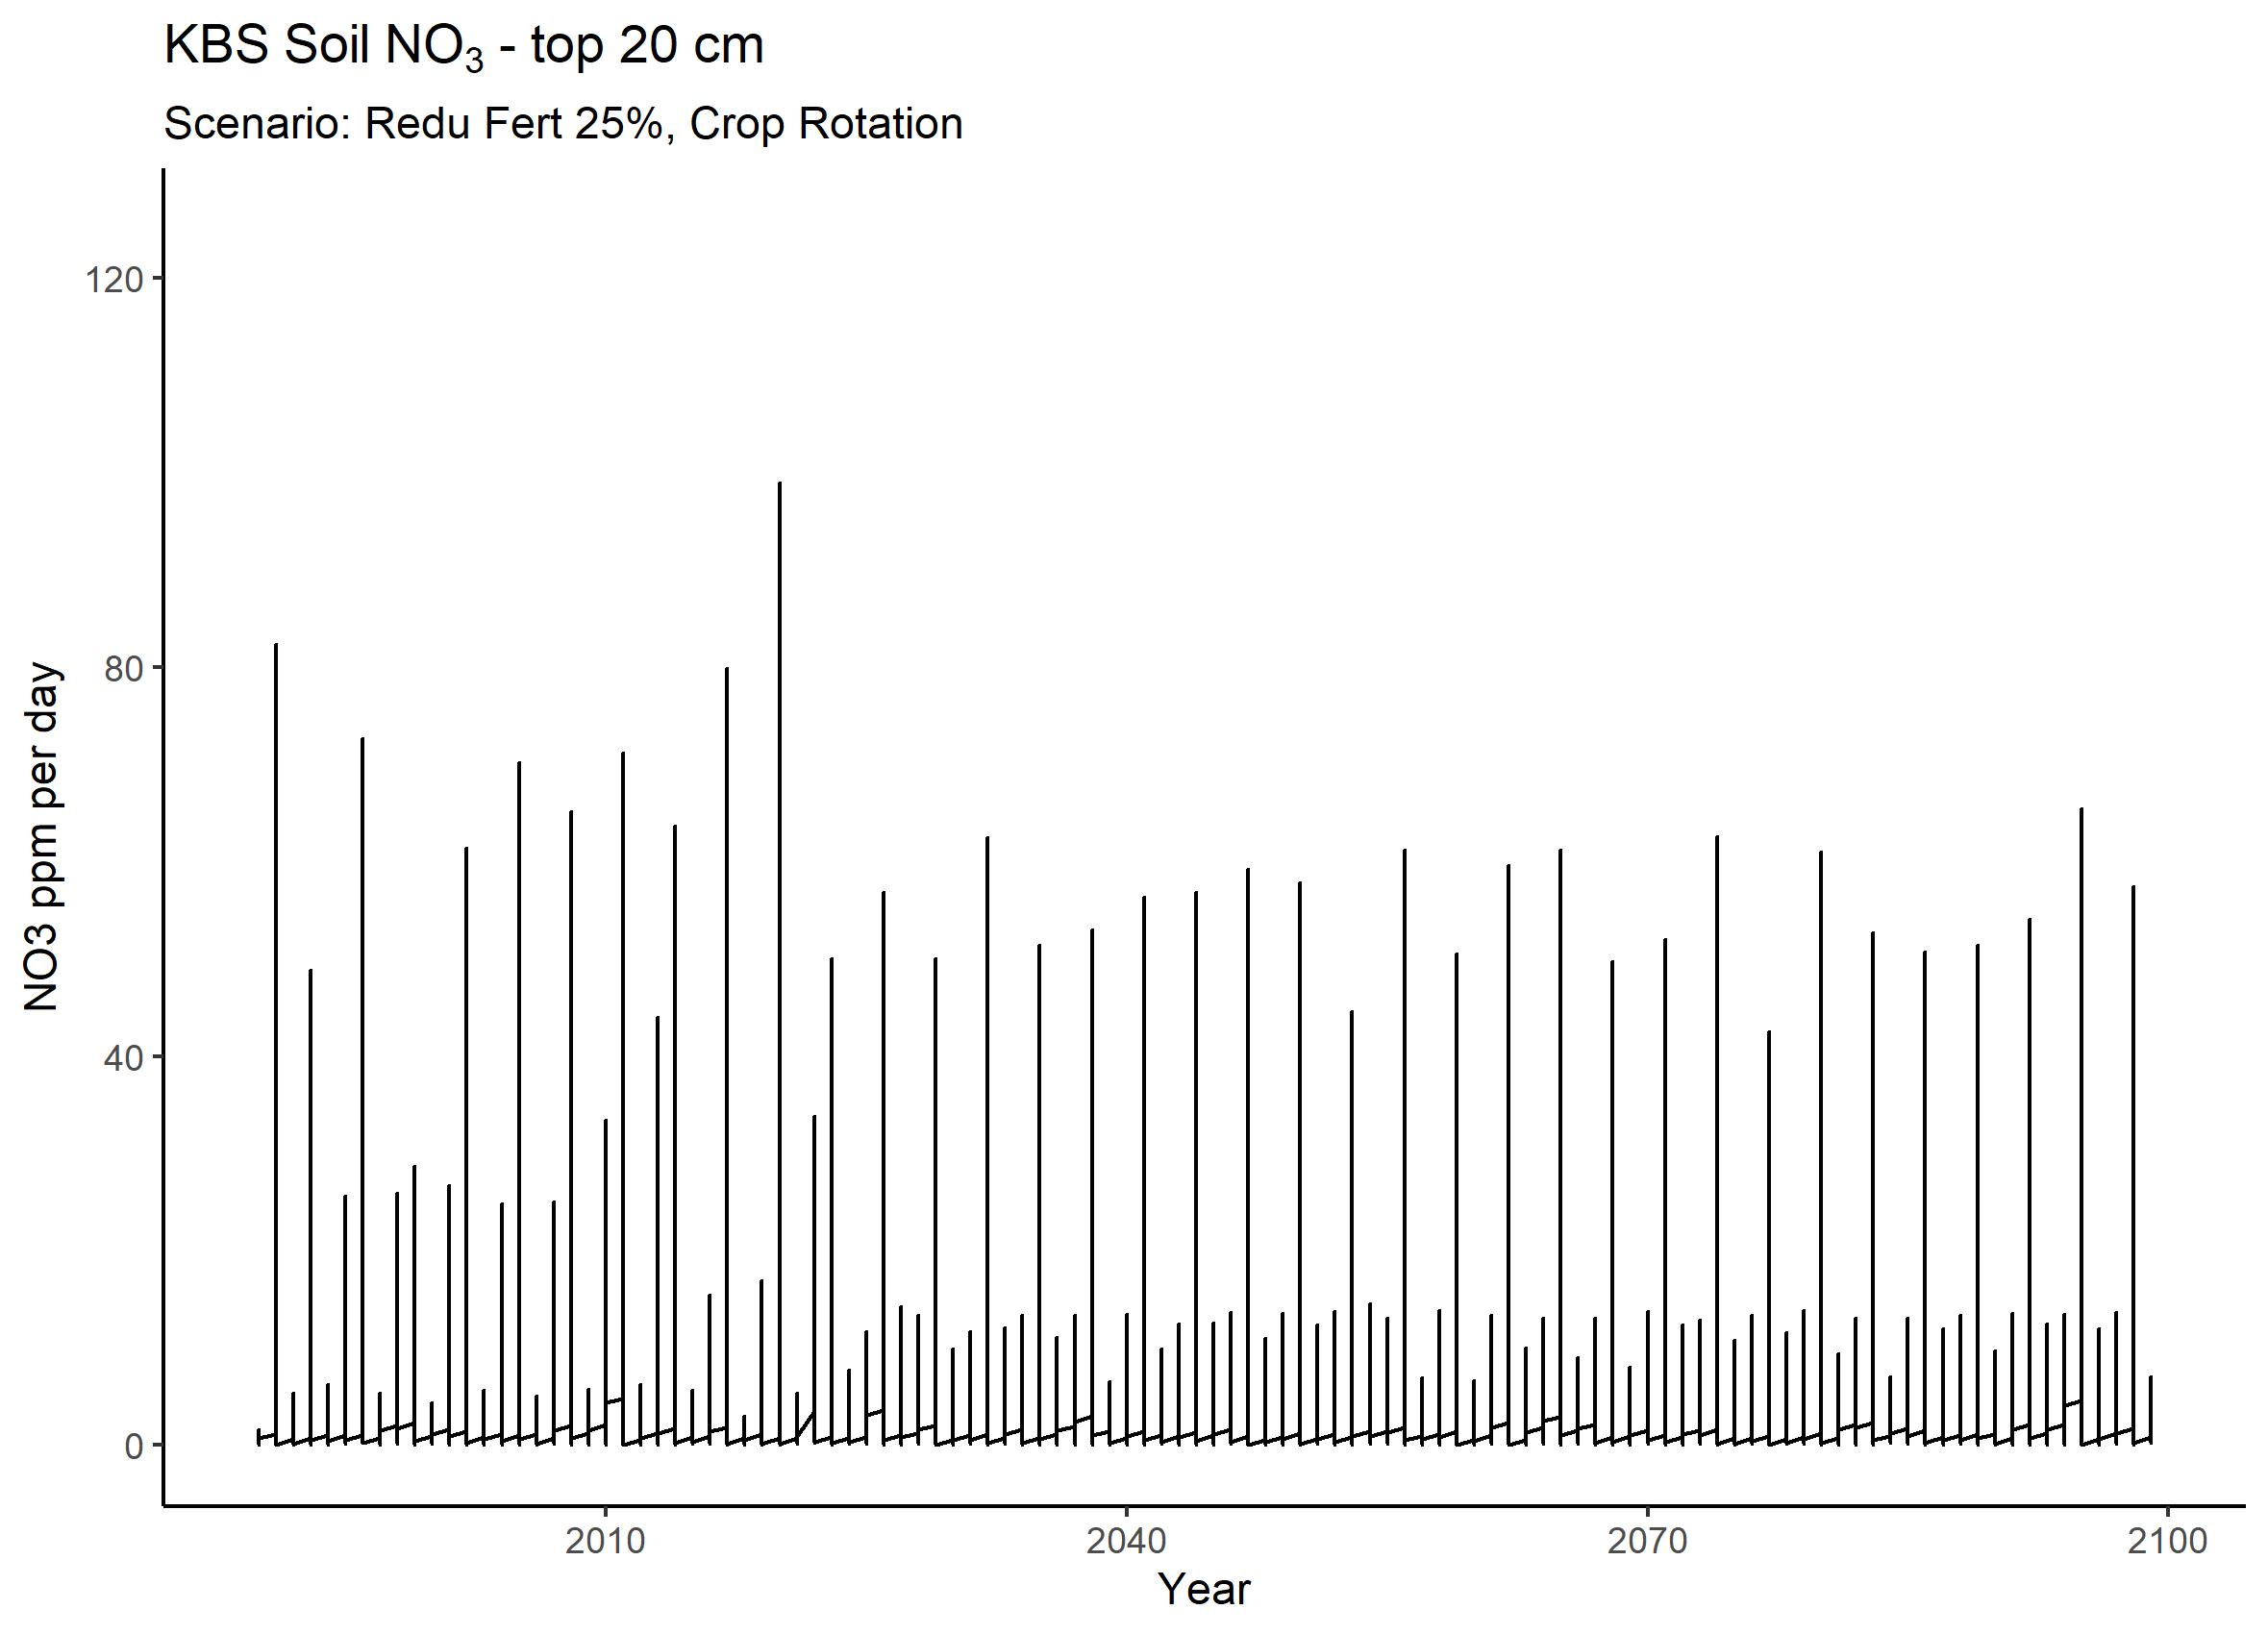 KBS Soil NO₃ - top 20 cm
Scenario: Redu Fert 25%, Crop Rotation
NO3 ppm per day
120
80
40
0
2010 2040 2070 2100
Year